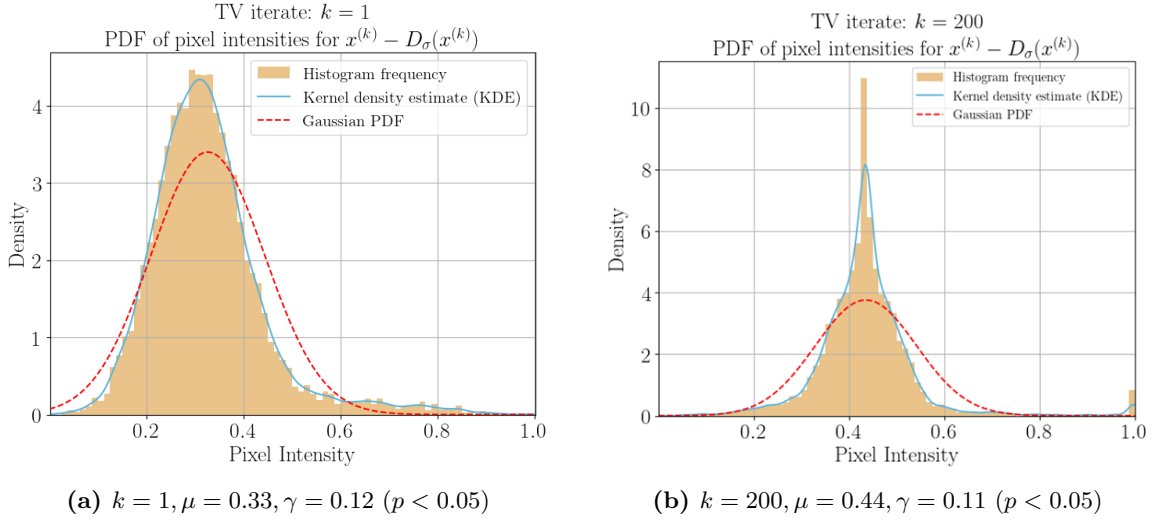 TV iterate: k = 1
PDF of pixel intensities for x^(k) − D_σ(x^(k))
Histogram frequency
Kernel density estimate (KDE)
Gaussian PDF
4
3
2
1
0
Density
0.2 0.4 0.6 0.8 1.0
Pixel Intensity
(a) k = 1, μ = 0.33, γ = 0.12 (p < 0.05)
TV iterate: k = 200
PDF of pixel intensities for x^(k) − D_σ(x^(k))
Histogram frequency
Kernel density estimate (KDE)
Gaussian PDF
10
8
6
4
2
0
Density
0.2 0.4 0.6 0.8 1.0
Pixel Intensity
(b) k = 200, μ = 0.44, γ = 0.11 (p < 0.05)